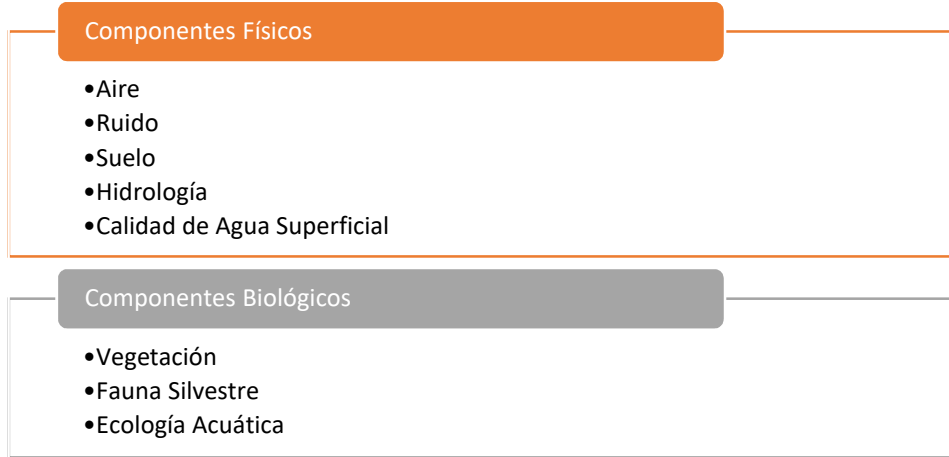 Componentes Físicos
•Aire
•Ruido
•Suelo
•Hidrología
•Calidad de Agua Superficial
Componentes Biológicos
•Vegetación
•Fauna Silvestre
•Ecología Acuática